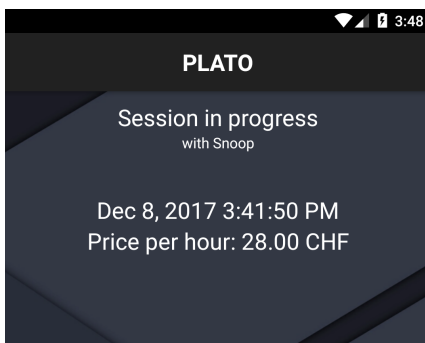 3:48
PLATO
Session in progress
with Snoop
Dec 8, 2017 3:41:50 PM
Price per hour: 28.00 CHF